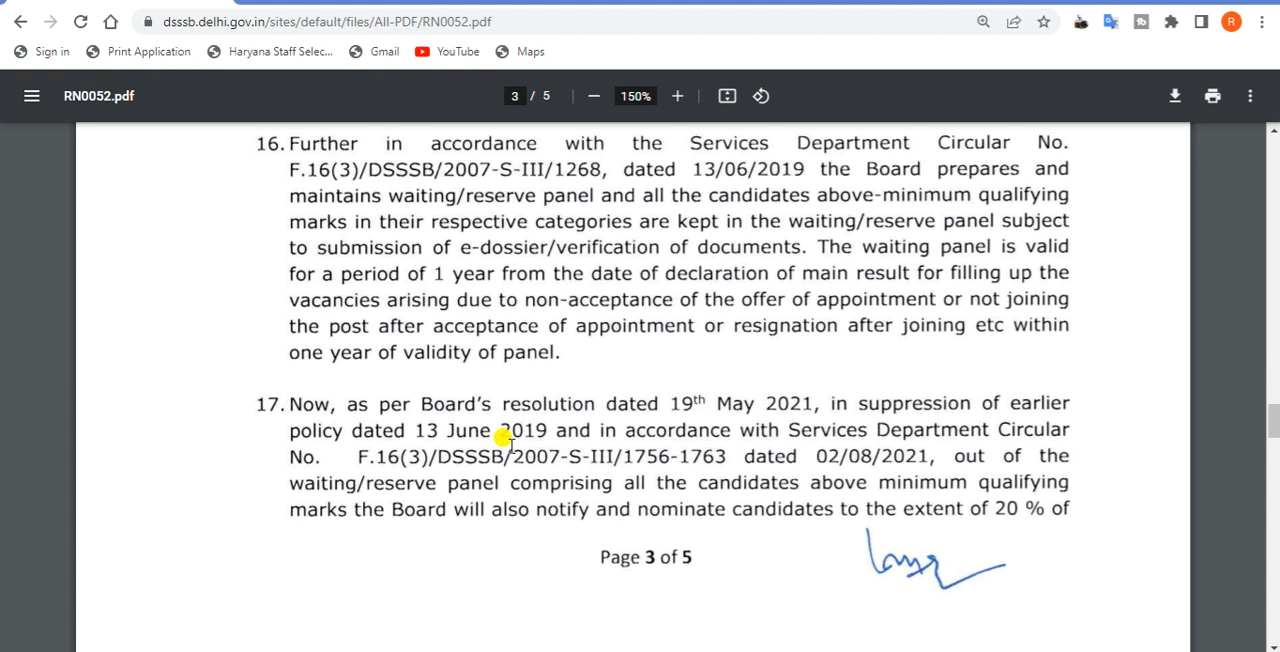 dsssb.delhi.gov.in/sites/default/files/All-PDF/RN0052.pdf
R
Sign in Print Application Haryana Staff Selec... Gmail YouTube Maps
RN0052.pdf 3 / 5 150%
16. Further in accordance with the Services Department Circular No.
F.16(3)/DSSSB/2007-S-III/1268, dated 13/06/2019 the Board prepares and
maintains waiting/reserve panel and all the candidates above-minimum qualifying
marks in their respective categories are kept in the waiting/reserve panel subject
to submission of e-dossier/verification of documents. The waiting panel is valid
for a period of 1 year from the date of declaration of main result for filling up the
vacancies arising due to non-acceptance of the offer of appointment or not joining
the post after acceptance of appointment or resignation after joining etc within
one year of validity of panel.
17. Now, as per Board's resolution dated 19th May 2021, in suppression of earlier
policy dated 13 June 2019 and in accordance with Services Department Circular
No. F.16(3)/DSSSB/2007-S-III/1756-1763 dated 02/08/2021, out of the
waiting/reserve panel comprising all the candidates above minimum qualifying
marks the Board will also notify and nominate candidates to the extent of 20 % of
Page 3 of 5